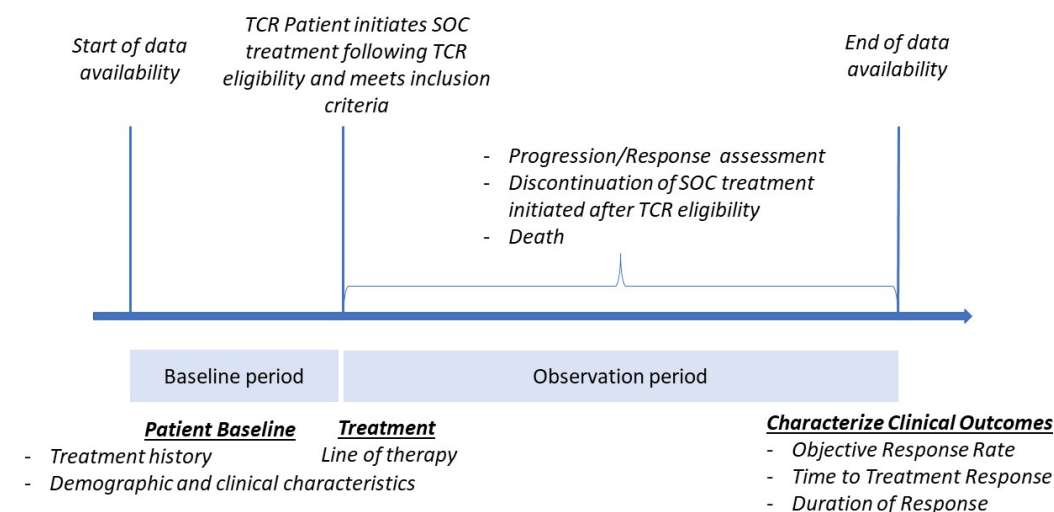 Start of data
availability
TCR Patient initiates SOC
treatment following TCR
eligibility and meets inclusion
criteria
End of data
availability
- Progression/Response assessment
- Discontinuation of SOC treatment
initiated after TCR eligibility
- Death
Baseline period
Observation period
Patient Baseline
- Treatment history
- Demographic and clinical characteristics
Treatment
Line of therapy
Characterize Clinical Outcomes
- Objective Response Rate
- Time to Treatment Response
- Duration of Response